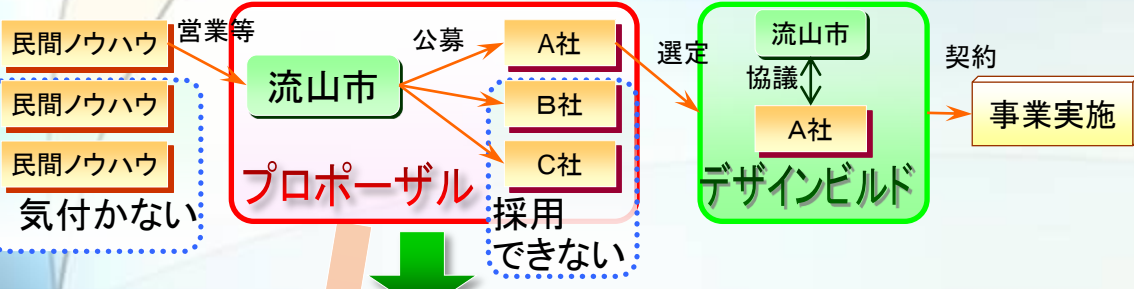 民間ノウハウ
民間ノウハウ
民間ノウハウ
気付かない
営業等
流山市
公募
A社
B社
C社
プロポーザル
採用
できない
選定
流山市
協議
A社
デザインビルド
契約
事業実施